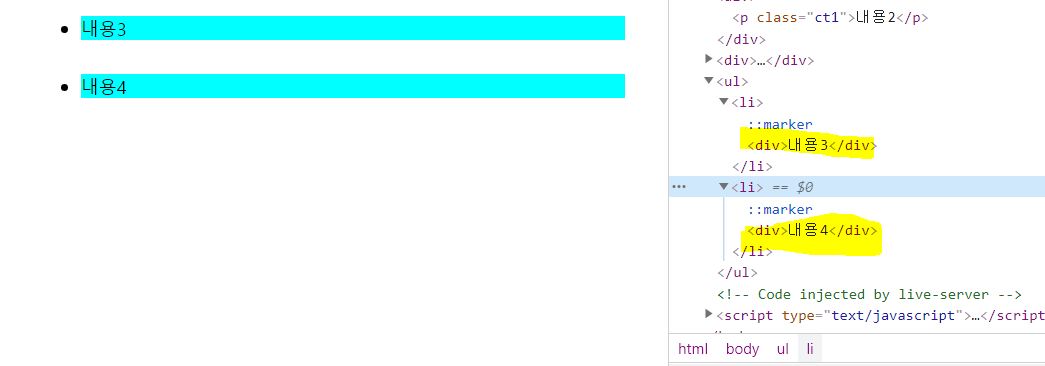 내용3
내용4
<p class="ct1">내용2</p>
</div>
<div>…</div>
<ul>
<li>
::marker
<div>내용3</div>
</li>
<li> == $0
::marker
<div>내용4</div>
</li>
</ul>
<!-- Code injected by live-server -->
<script type="text/javascript">…</script
html body ul li